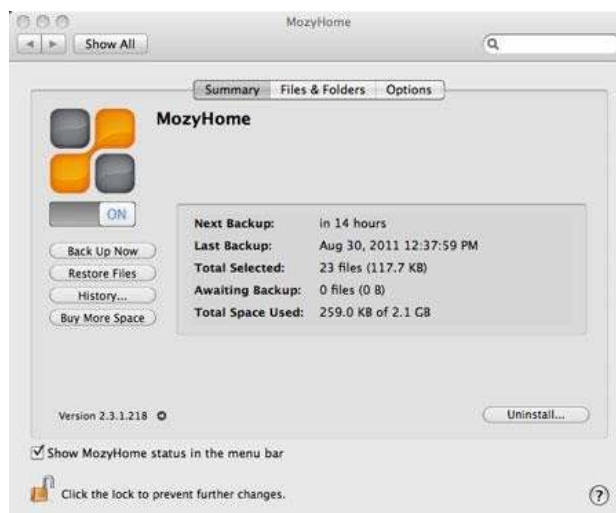 MozyHome
Show All
Summary Files & Folders Options
MozyHome
ON
Back Up Now
Restore Files
History...
Buy More Space
Next Backup: in 14 hours
Last Backup: Aug 30, 2011 12:37:59 PM
Total Selected: 23 files (117.7 KB)
Awaiting Backup: 0 files (0 B)
Total Space Used: 259.0 KB of 2.1 GB
Version 2.3.1.218
Uninstall...
Show MozyHome status in the menu bar
Click the lock to prevent further changes.
?